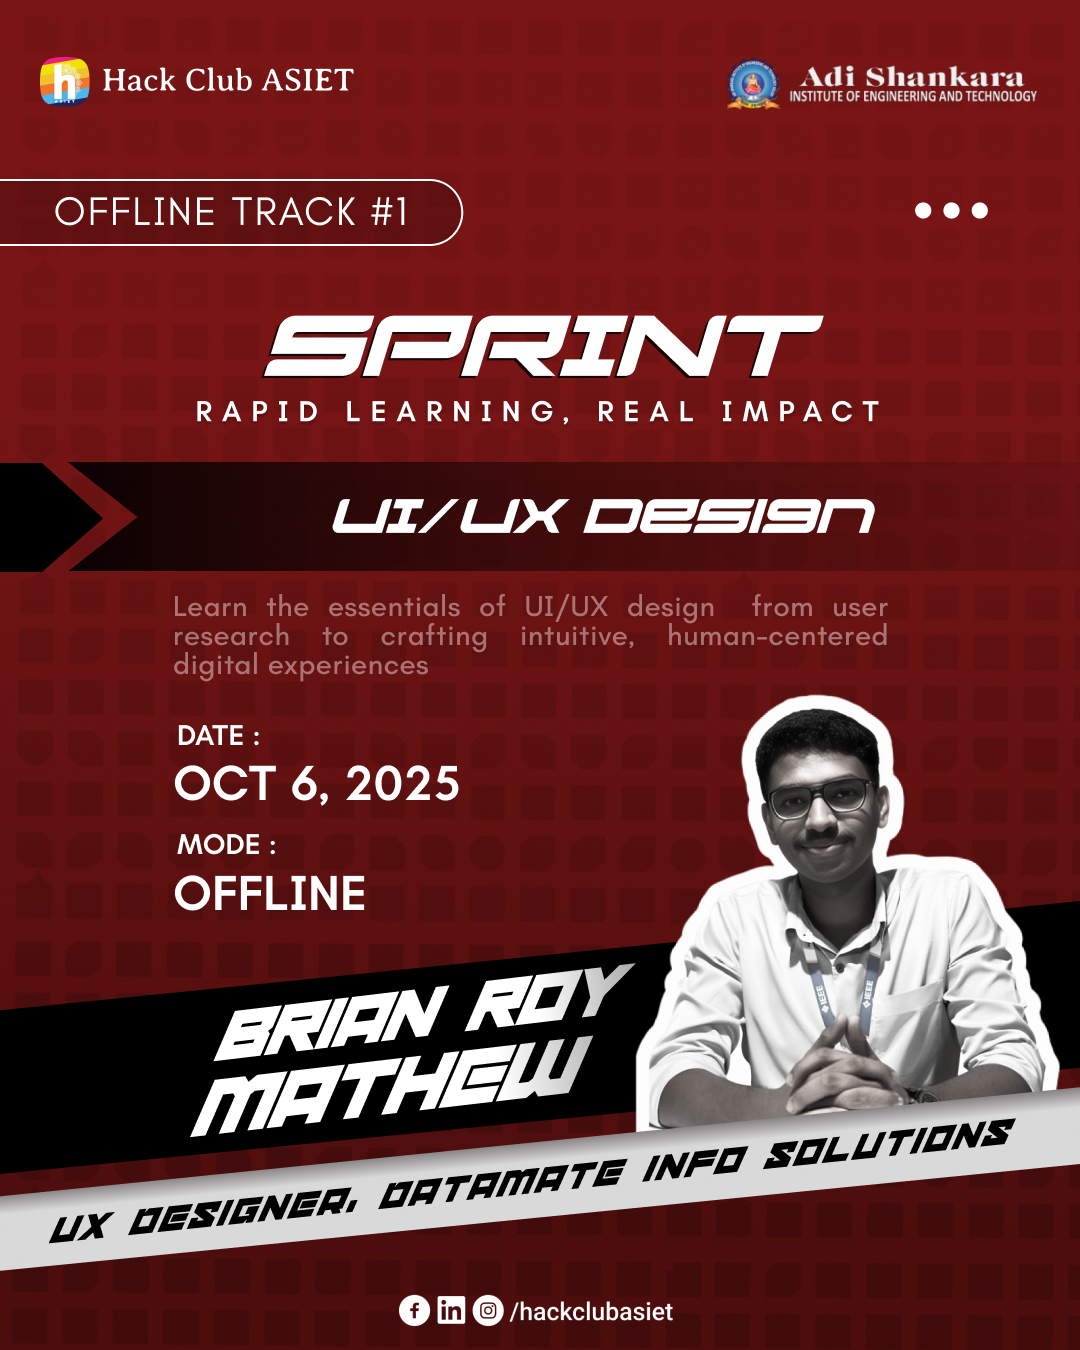 Hack Club ASIET
Adi Shankara
INSTITUTE OF ENGINEERING AND TECHNOLOGY
OFFLINE TRACK #1
SPRINT
RAPID LEARNING, REAL IMPACT
UI/UX DESIGN
Learn the essentials of UI/UX design from user
research to crafting intuitive, human-centered
digital experiences
DATE :
OCT 6, 2025
MODE :
OFFLINE
IEEE
IEEE
BRIAN ROY
MATHEW
UX DESIGNER, DATAMATE INFO SOLUTIONS
/hackclubasiet